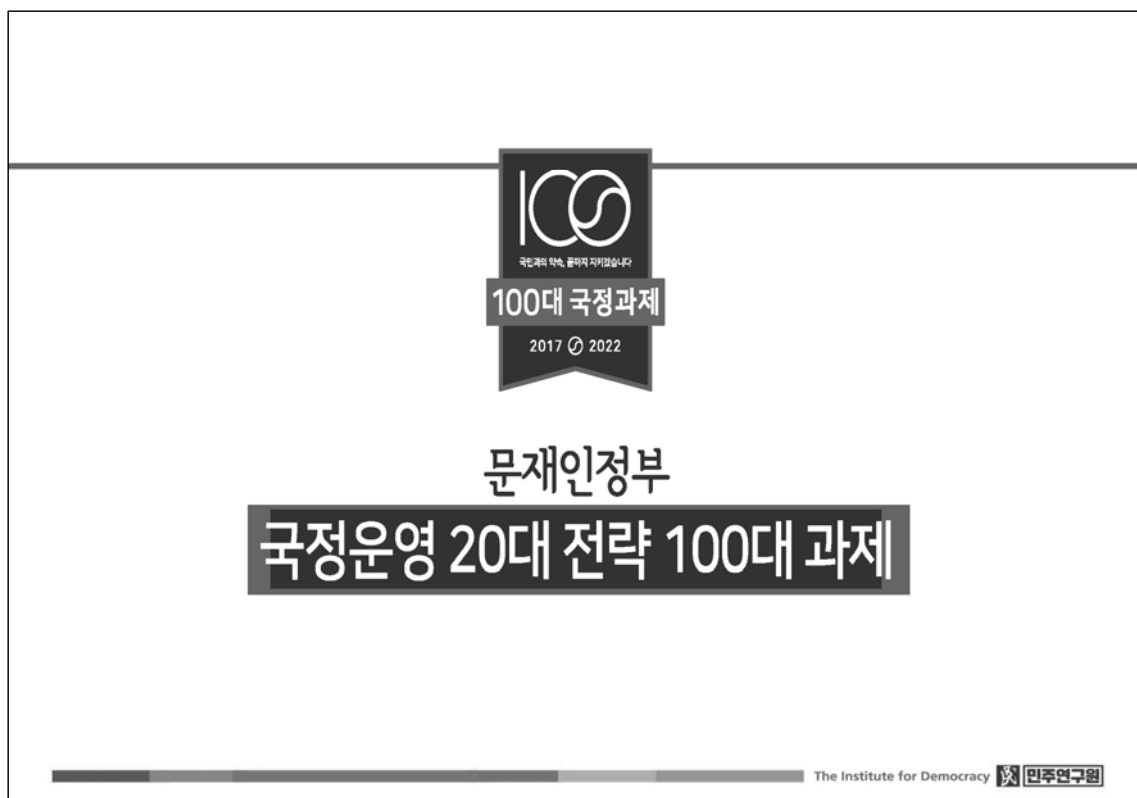 100
국민과의 약속, 끝까지 지키겠습니다
100대 국정과제
2017 2022
문재인정부
국정운영 20대 전략 100대 과제
The Institute for Democracy 민주연구원